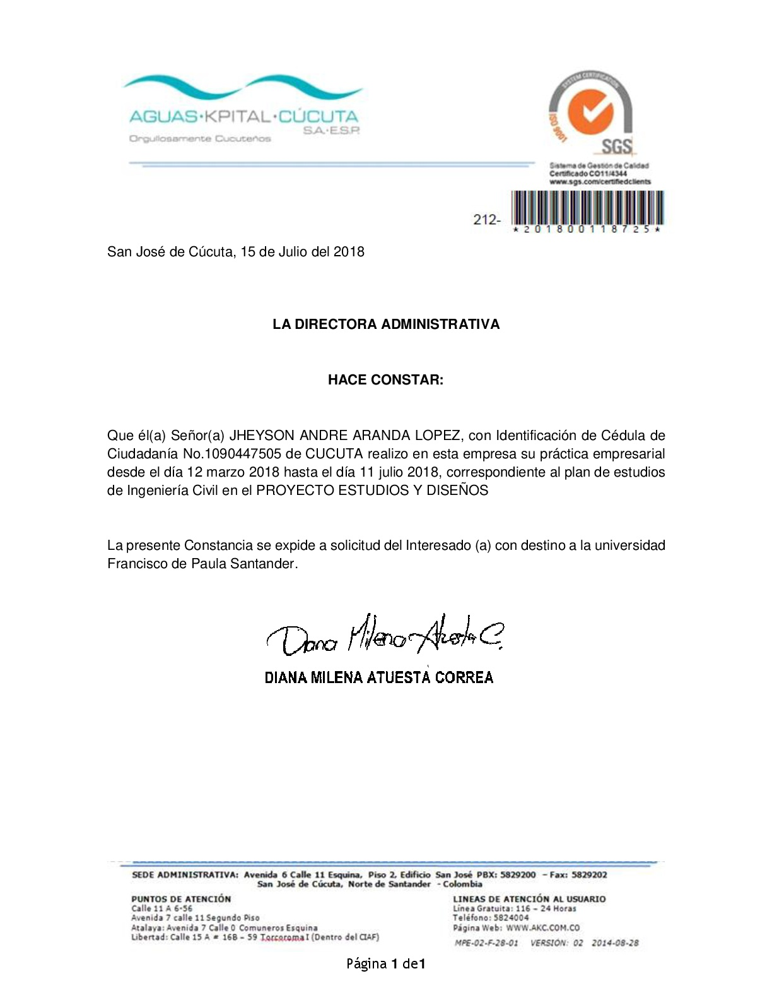 AGUAS·KPITAL·CÚCUTA
S.A.·E.S.P.
Orgullosamente Cucuteños
SYSTEM CERTIFICATION
ISO 9001
SGS
Sistema de Gestión de Calidad
Certificado CO11/4344
www.sgs.com/certifiedclients
212-
*201800118725*
San José de Cúcuta, 15 de Julio del 2018
LA DIRECTORA ADMINISTRATIVA
HACE CONSTAR:
Que él(a) Señor(a) JHEYSON ANDRE ARANDA LOPEZ, con Identificación de Cédula de
Ciudadanía No.1090447505 de CUCUTA realizo en esta empresa su práctica empresarial
desde el día 12 marzo 2018 hasta el día 11 julio 2018, correspondiente al plan de estudios
de Ingeniería Civil en el PROYECTO ESTUDIOS Y DISEÑOS
La presente Constancia se expide a solicitud del Interesado (a) con destino a la universidad
Francisco de Paula Santander.
Diana Milena Atuesta C.
DIANA MILENA ATUESTA CORREA
SEDE ADMINISTRATIVA: Avenida 6 Calle 11 Esquina, Piso 2, Edificio San José PBX: 5829200 – Fax: 5829202
San José de Cúcuta, Norte de Santander - Colombia
PUNTOS DE ATENCIÓN
Calle 11 A 6-56
Avenida 7 calle 11 Segundo Piso
Atalaya: Avenida 7 Calle 0 Comuneros Esquina
Libertad: Calle 15 A # 16B – 59 Torcoroma I (Dentro del CIAF)
LINEAS DE ATENCIÓN AL USUARIO
Línea Gratuita: 116 – 24 Horas
Teléfono: 5824004
Página Web: WWW.AKC.COM.CO
MPE-02-F-28-01 VERSIÓN: 02 2014-08-28
Página 1 de1